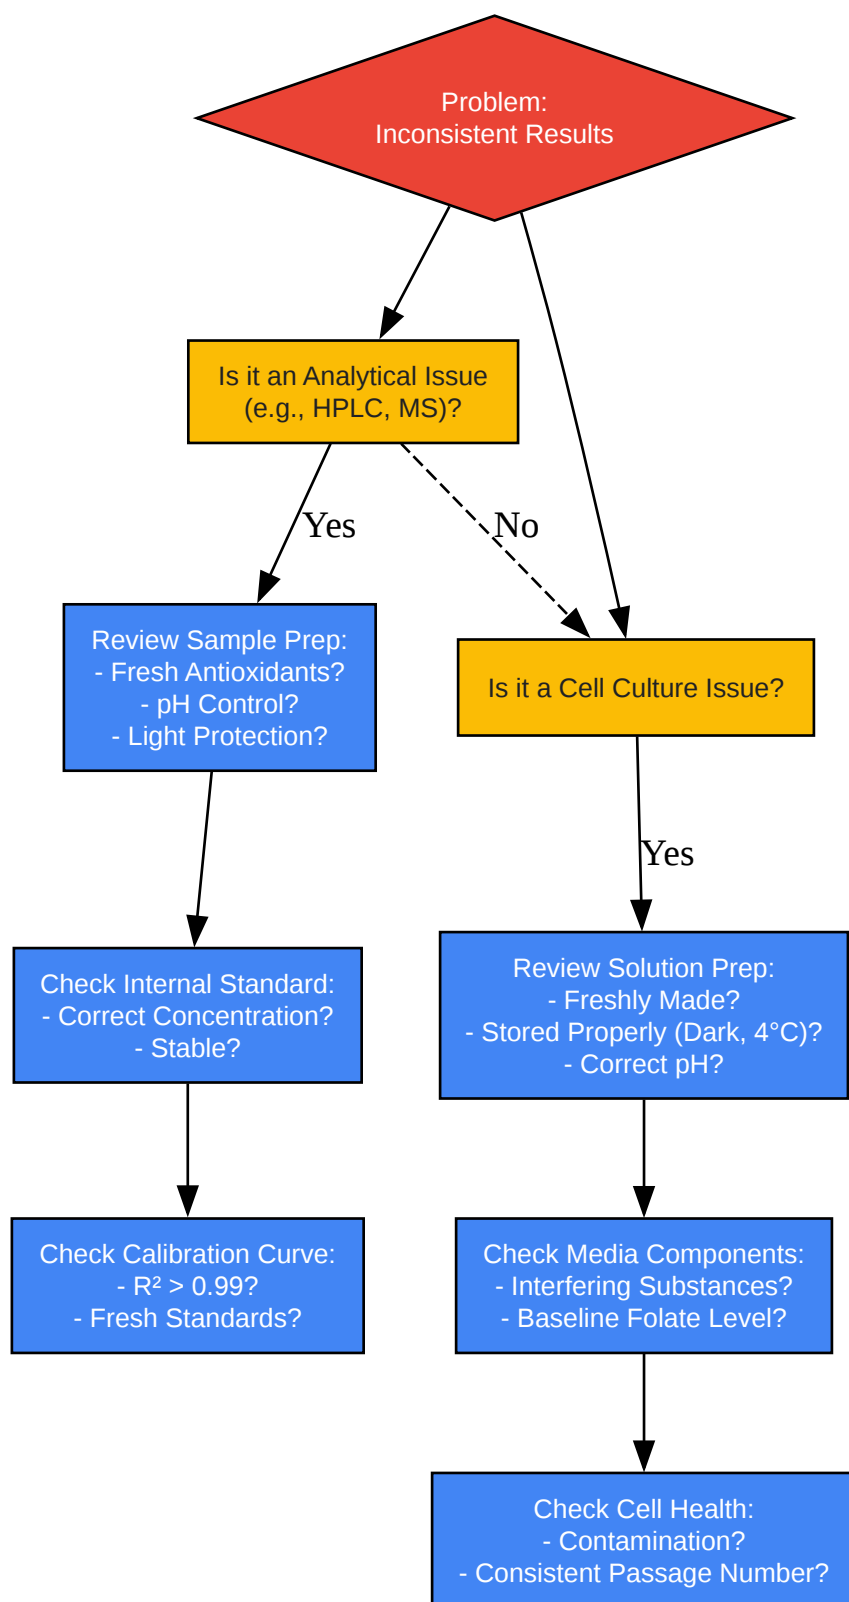 Problem:
Inconsistent Results
Is it an Analytical Issue
(e.g., HPLC, MS)?
Yes
No
Review Sample Prep:
- Fresh Antioxidants?
- pH Control?
- Light Protection?
Is it a Cell Culture Issue?
Yes
Check Internal Standard:
- Correct Concentration?
- Stable?
Review Solution Prep:
- Freshly Made?
- Stored Properly (Dark, 4°C)?
- Correct pH?
Check Calibration Curve:
- R² > 0.99?
- Fresh Standards?
Check Media Components:
- Interfering Substances?
- Baseline Folate Level?
Check Cell Health:
- Contamination?
- Consistent Passage Number?